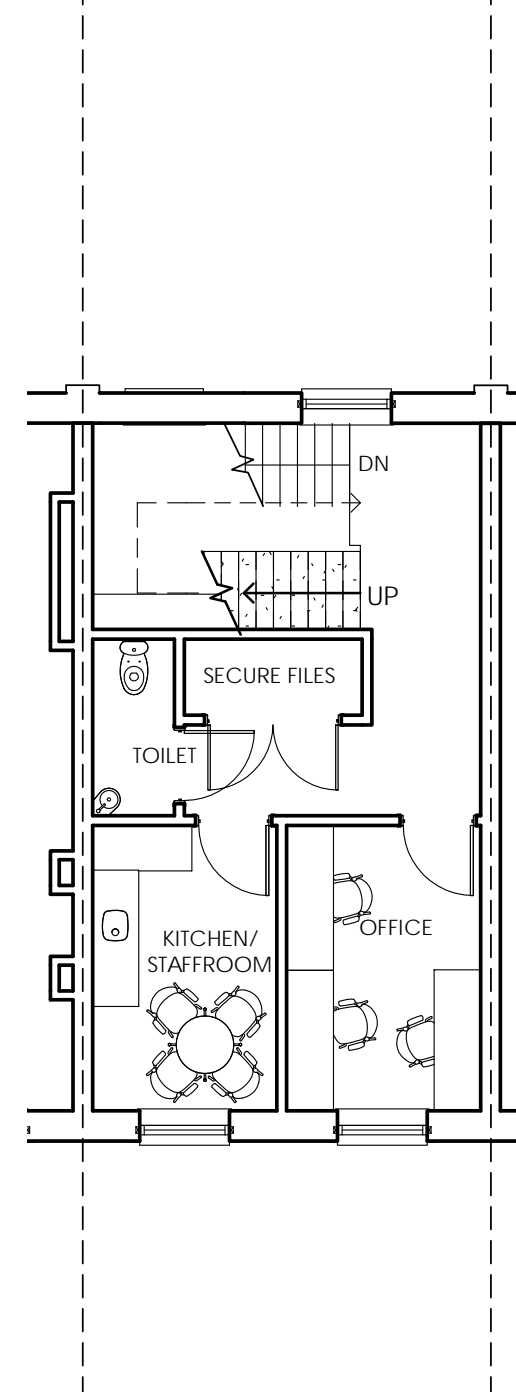 DN
UP
SECURE FILES
TOILET
KITCHEN/
STAFFROOM
OFFICE